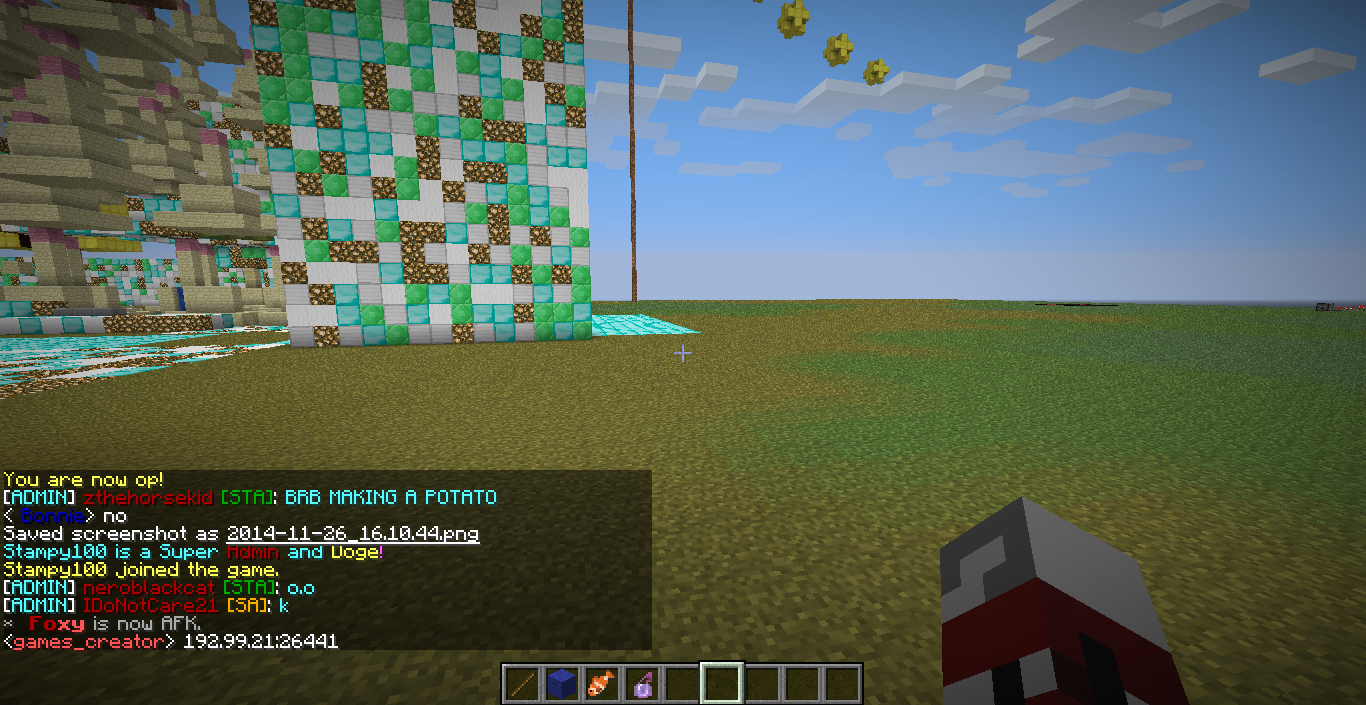 You are now op!
[ADMIN] zthehorsekid [STA]: BRB MAKING A POTATO
< Bonnie> no
Saved screenshot as 2014-11-26_16.10.44.png
Stampy100 is a Super Admin and Doge!
Stampy100 joined the game.
[ADMIN] neroblackcat [STA]: o.o
[ADMIN] IDoNotCare21 [SA]: k
* Foxy is now AFK.
<games_creator> 192.99.21:26441